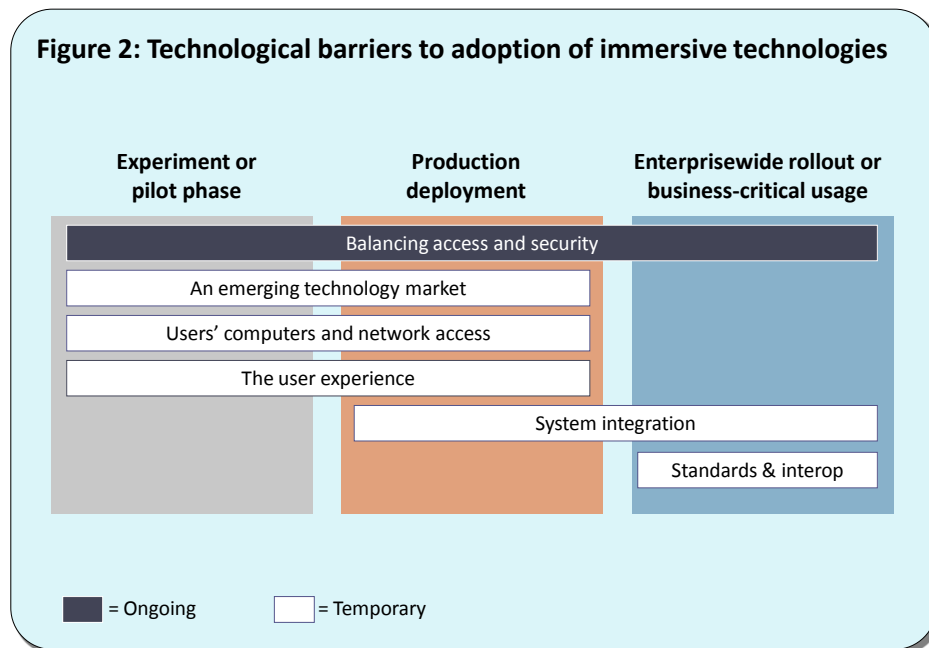 Figure 2: Technological barriers to adoption of immersive technologies
Experiment or
pilot phase
Production
deployment
Enterprisewide rollout or
business-critical usage
Balancing access and security
An emerging technology market
Users’ computers and network access
The user experience
System integration
Standards & interop
= Ongoing
= Temporary